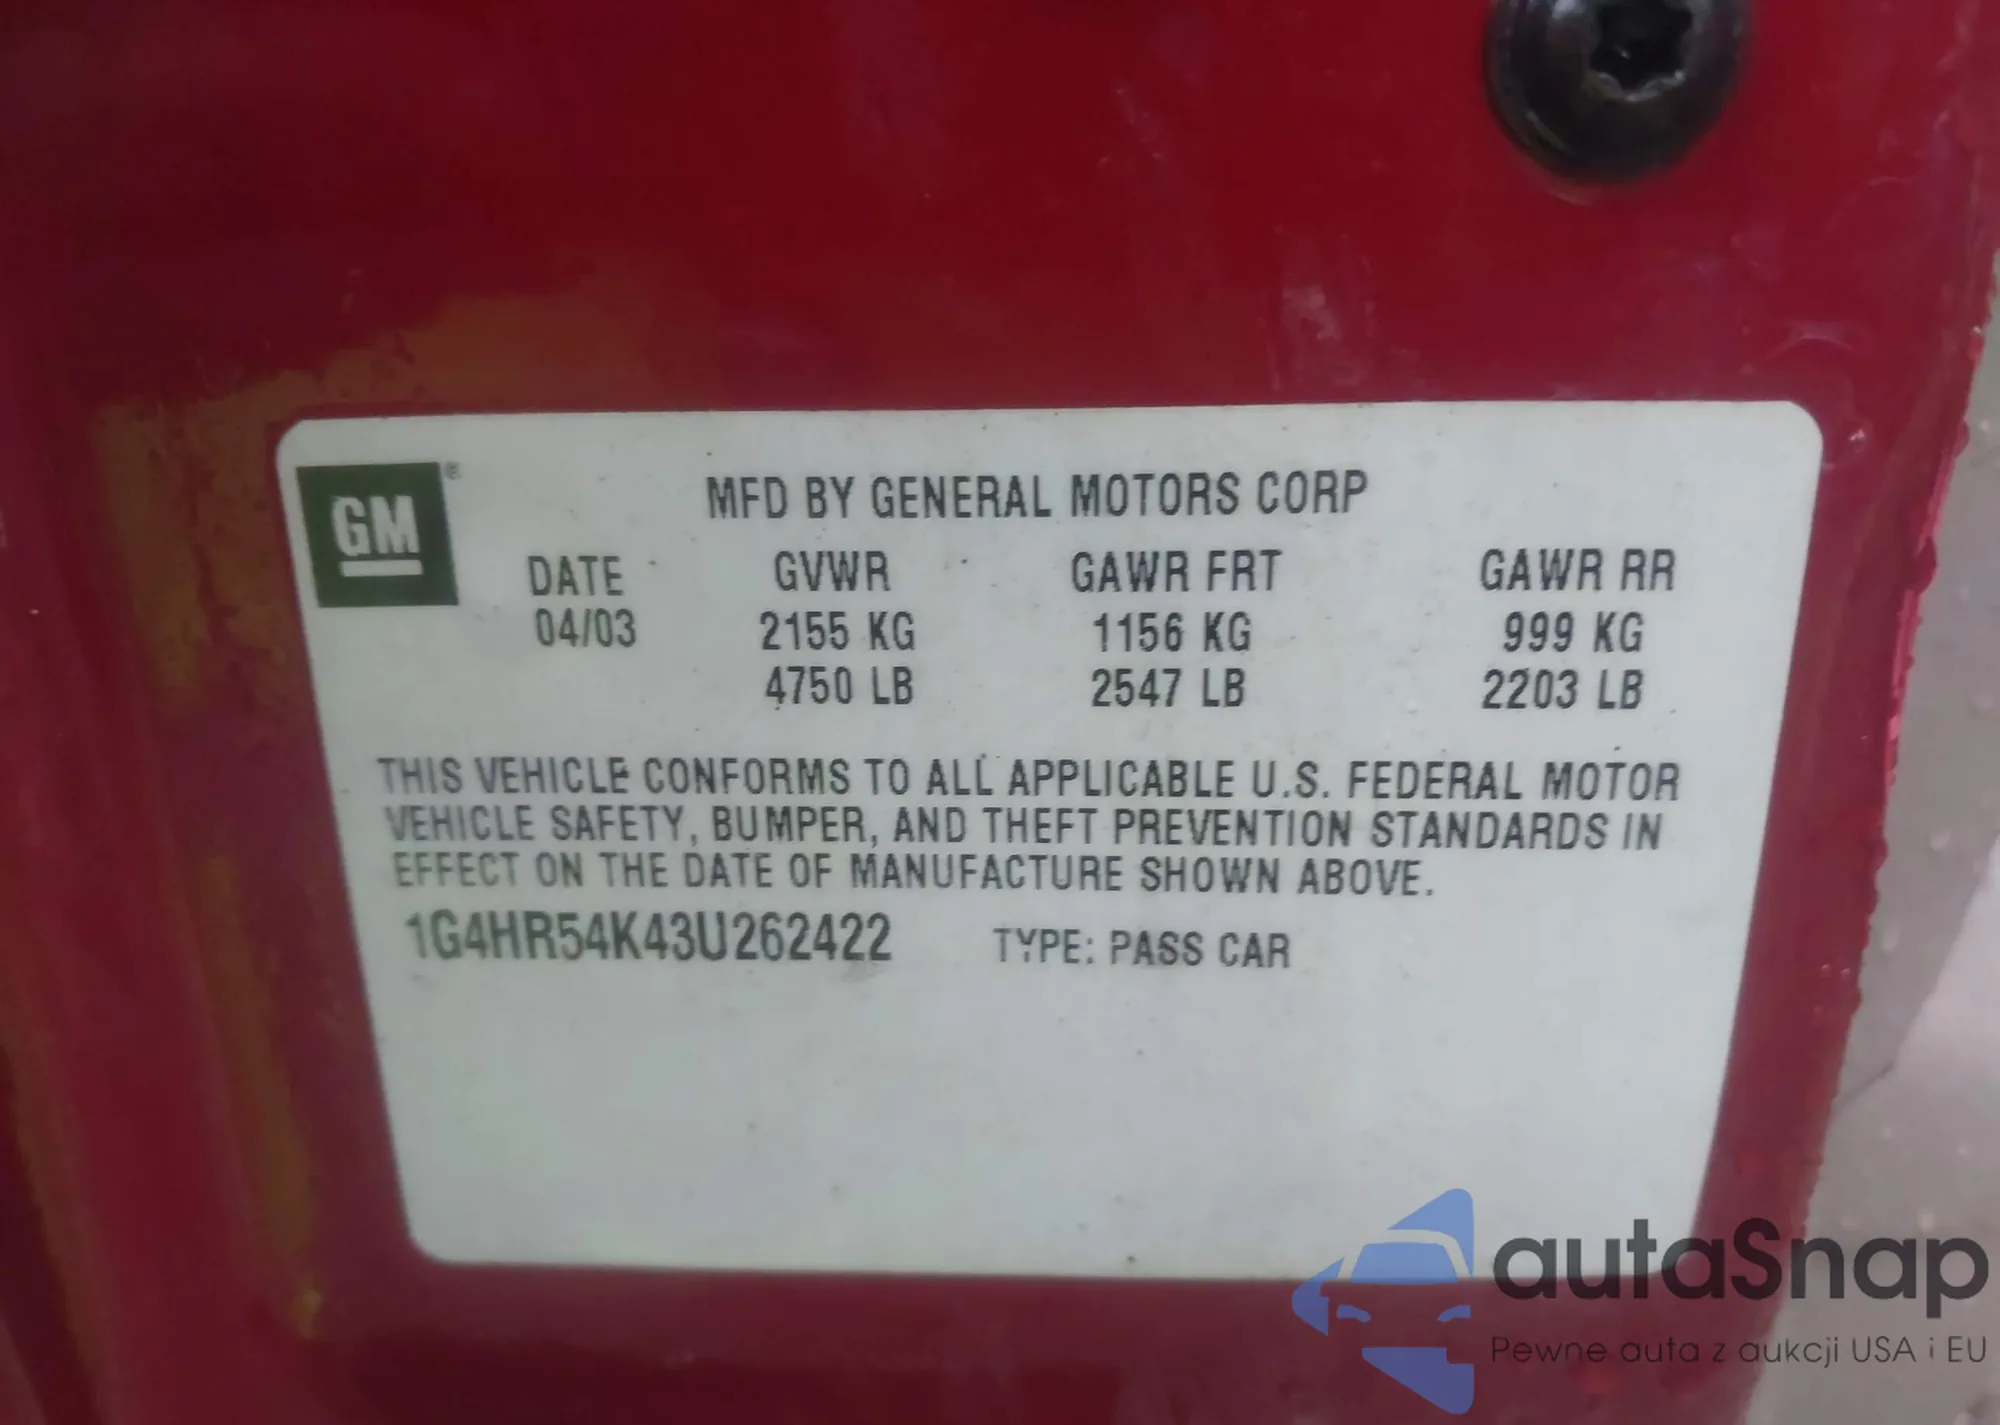 GM ®
MFD BY GENERAL MOTORS CORP
DATE GVWR GAWR FRT GAWR RR
04/03 2155 KG 1156 KG 999 KG
4750 LB 2547 LB 2203 LB
THIS VEHICLE CONFORMS TO ALL APPLICABLE U.S. FEDERAL MOTOR
VEHICLE SAFETY, BUMPER, AND THEFT PREVENTION STANDARDS IN
EFFECT ON THE DATE OF MANUFACTURE SHOWN ABOVE.
1G4HR54K43U262422 TYPE: PASS CAR
autaSnap
Pewne auta z aukcji USA i EU